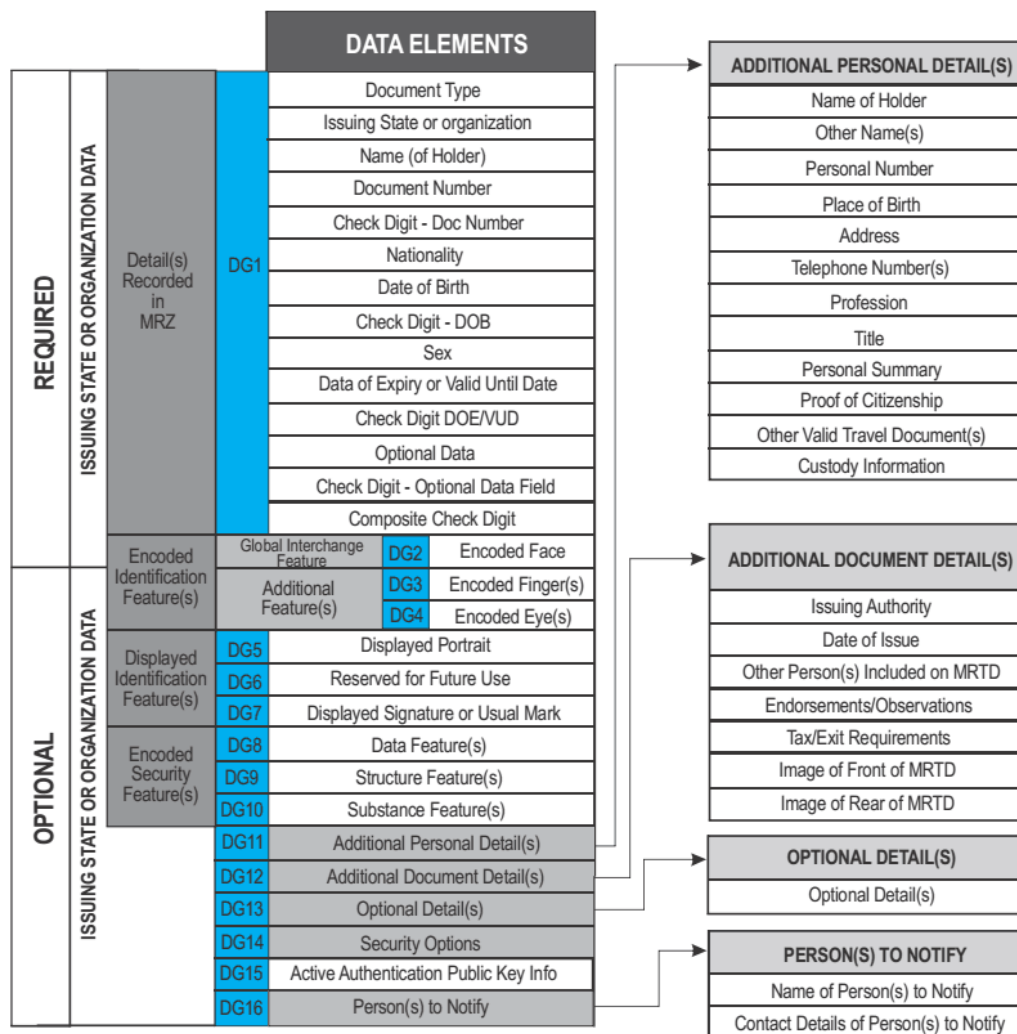 DATA ELEMENTS
REQUIRED
ISSUING STATE OR ORGANIZATION DATA
Detail(s)
Recorded
in
MRZ
DG1
Document Type
Issuing State or organization
Name (of Holder)
Document Number
Check Digit - Doc Number
Nationality
Date of Birth
Check Digit - DOB
Sex
Data of Expiry or Valid Until Date
Check Digit DOE/VUD
Optional Data
Check Digit - Optional Data Field
Composite Check Digit
Encoded
Identification
Feature(s)
Global Interchange
Feature
DG2
Encoded Face
OPTIONAL
ISSUING STATE OR ORGANIZATION DATA
Additional
Feature(s)
DG3
Encoded Finger(s)
DG4
Encoded Eye(s)
Displayed
Identification
Feature(s)
DG5
Displayed Portrait
DG6
Reserved for Future Use
DG7
Displayed Signature or Usual Mark
Encoded
Security
Feature(s)
DG8
Data Feature(s)
DG9
Structure Feature(s)
DG10
Substance Feature(s)
DG11
Additional Personal Detail(s)
DG12
Additional Document Detail(s)
DG13
Optional Detail(s)
DG14
Security Options
DG15
Active Authentication Public Key Info
DG16
Person(s) to Notify
ADDITIONAL PERSONAL DETAIL(S)
Name of Holder
Other Name(s)
Personal Number
Place of Birth
Address
Telephone Number(s)
Profession
Title
Personal Summary
Proof of Citizenship
Other Valid Travel Document(s)
Custody Information
ADDITIONAL DOCUMENT DETAIL(S)
Issuing Authority
Date of Issue
Other Person(s) Included on MRTD
Endorsements/Observations
Tax/Exit Requirements
Image of Front of MRTD
Image of Rear of MRTD
OPTIONAL DETAIL(S)
Optional Detail(s)
PERSON(S) TO NOTIFY
Name of Person(s) to Notify
Contact Details of Person(s) to Notify